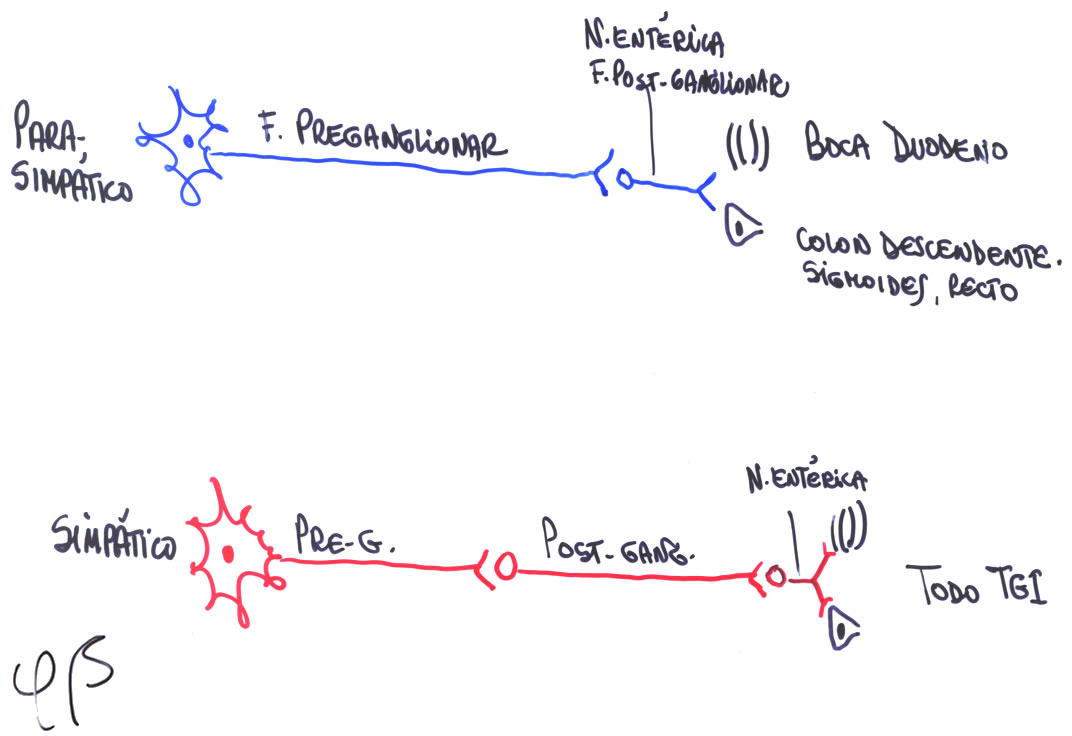 N. ENTÉRICA
F. POST-GANGLIONAR
PARA-
SIMPÁTICO
F. PREGANGLIONAR
BOCA DUODENO
COLON DESCENDENTE.
SIGMOIDES, RECTO
N. ENTÉRICA
SIMPÁTICO
PRE-G.
POST-GANG.
TODO TGI
φβ